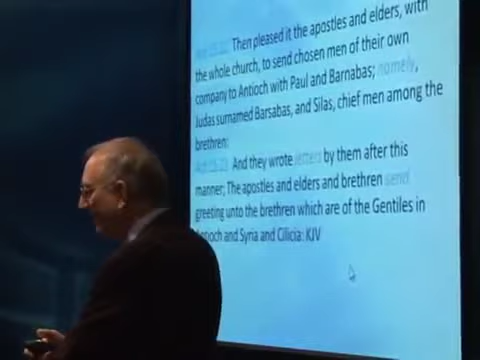 Act 15:22 Then pleased it the apostles and elders, with
the whole church, to send chosen men of their own
company to Antioch with Paul and Barnabas; namely,
Judas surnamed Barsabas, and Silas, chief men among the
brethren:
Act 15:23 And they wrote letters by them after this
manner; The apostles and elders and brethren send
greeting unto the brethren which are of the Gentiles in
Antioch and Syria and Cilicia: KJV